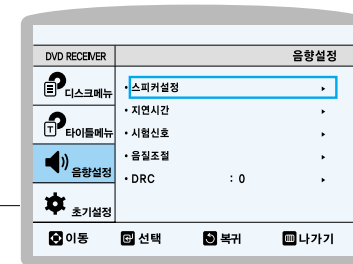 DVD RECEIVER 음향설정
디스크메뉴
타이틀메뉴
음향설정
초기설정
• 스피커설정 ▸
• 지연시간 ▸
• 시험신호 ▸
• 음질조절 ▸
• DRC : 0 ▸
이동 선택 복귀 나가기